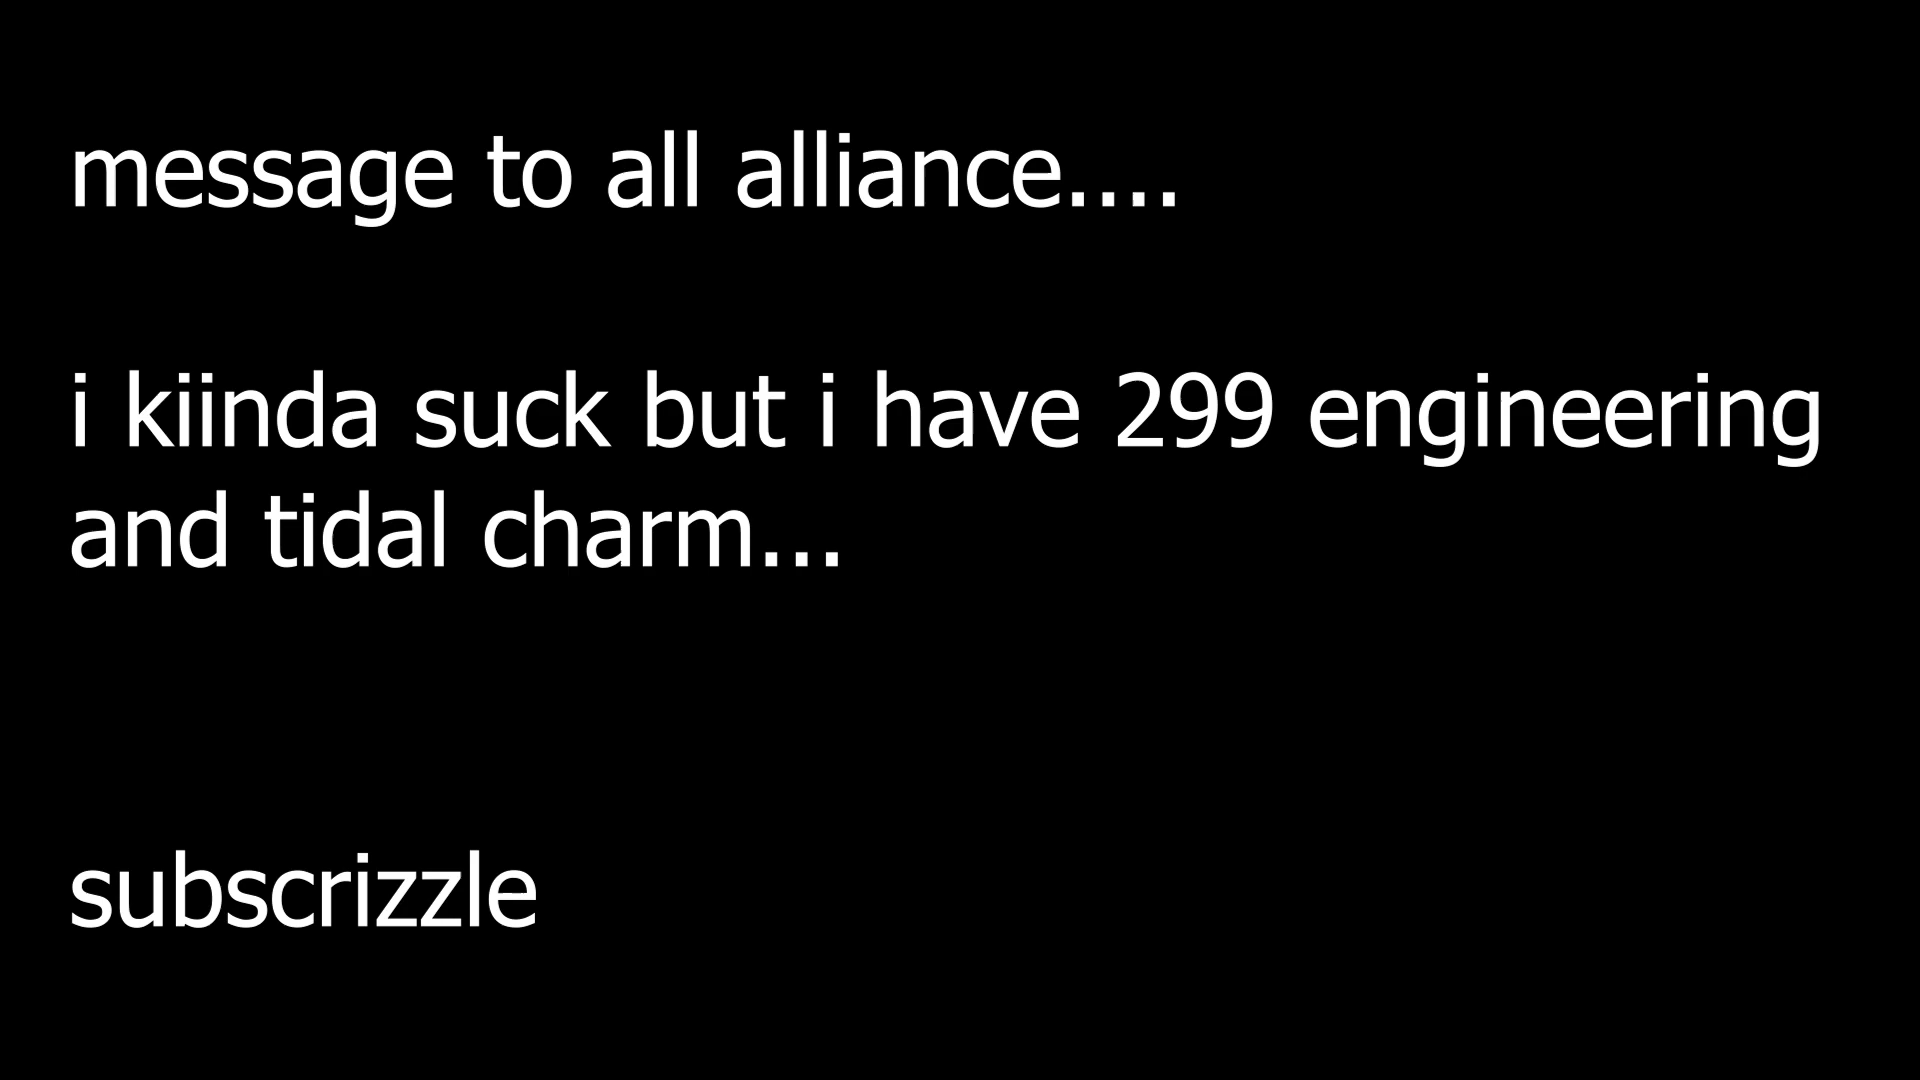 message to all alliance....
i kiinda suck but i have 299 engineering
and tidal charm...
subscrizzle